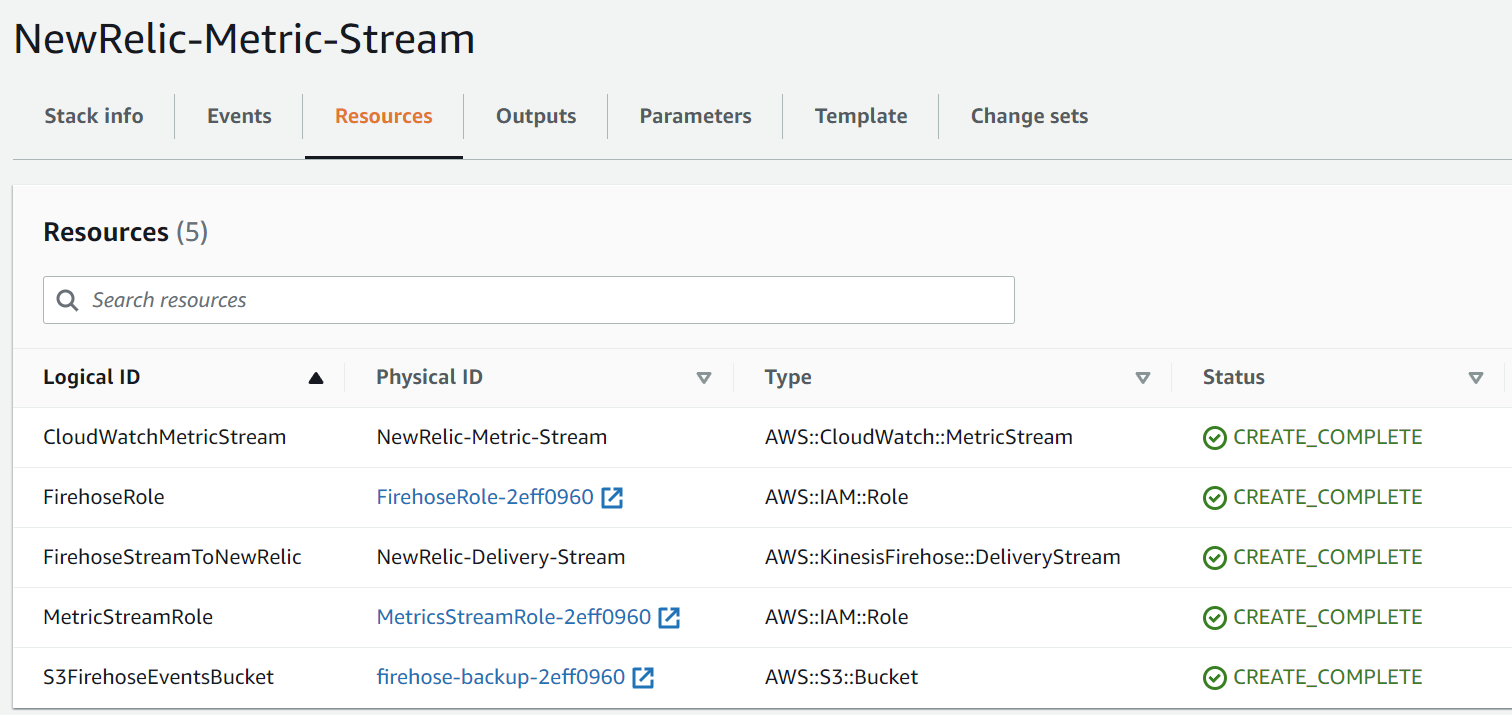 NewRelic-Metric-Stream
Stack info Events Resources Outputs Parameters Template Change sets
Resources (5)
Search resources
Logical ID Physical ID Type Status
CloudWatchMetricStream NewRelic-Metric-Stream AWS::CloudWatch::MetricStream CREATE_COMPLETE
FirehoseRole FirehoseRole-2eff0960 AWS::IAM::Role CREATE_COMPLETE
FirehoseStreamToNewRelic NewRelic-Delivery-Stream AWS::KinesisFirehose::DeliveryStream CREATE_COMPLETE
MetricStreamRole MetricsStreamRole-2eff0960 AWS::IAM::Role CREATE_COMPLETE
S3FirehoseEventsBucket firehose-backup-2eff0960 AWS::S3::Bucket CREATE_COMPLETE